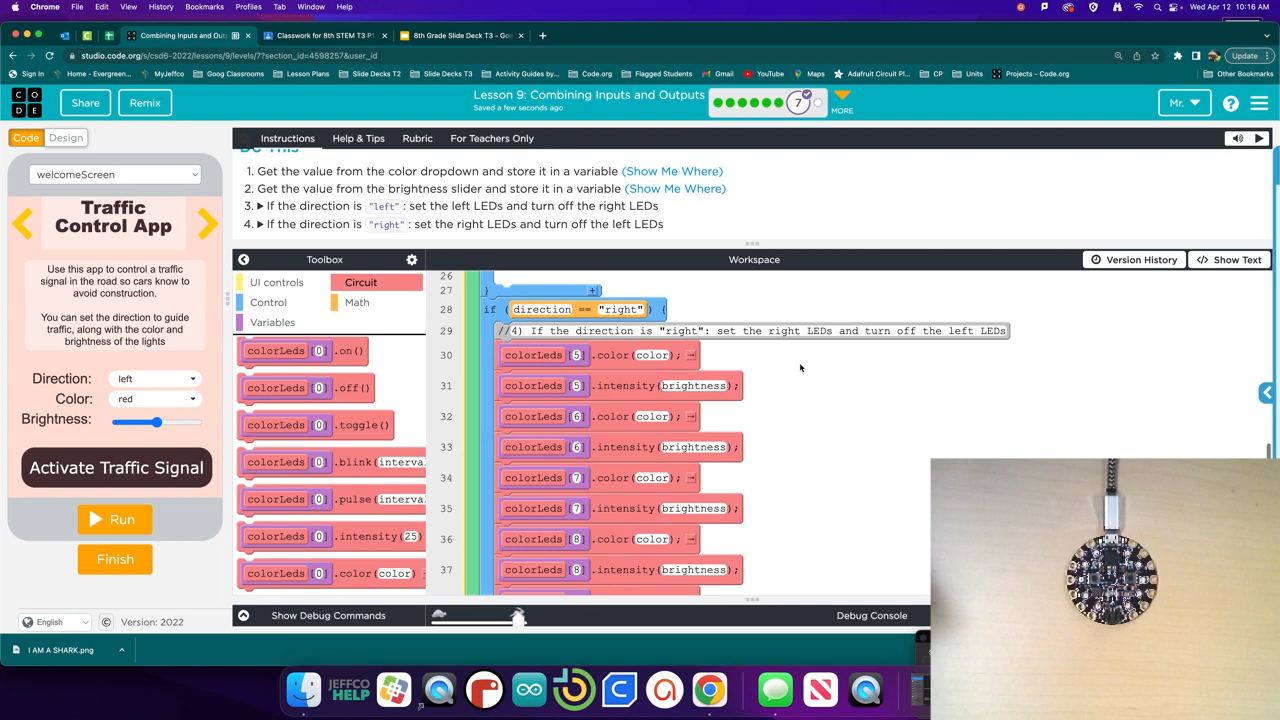 Chrome File Edit View History Bookmarks Profiles Tab Window Help
Wed Apr 12 10:16 AM
Combining Inputs and Outp
Classwork for 8th STEM T3 P1
8th Grade Slide Deck T3 - Goo
studio.code.org/s/csd6-2022/lessons/9/levels/7?section_id=4598257&user_id
Update
Sign In Home - Evergreen... MyJeffco Goog Classrooms Lesson Plans Slide Decks T2 Slide Decks T3 Activity Guides by... Code.org Flagged Students Gmail YouTube Maps Adafruit Circuit Pl... CP Units Projects - Code.org Other Bookmarks
C O
D E
Share
Remix
Lesson 9: Combining Inputs and Outputs
Saved a few seconds ago
7
MORE
Mr.
?
Code
Design
Instructions
Help & Tips
Rubric
For Teachers Only
Do This
1. Get the value from the color dropdown and store it in a variable (Show Me Where)
2. Get the value from the brightness slider and store it in a variable (Show Me Where)
3. ▶ If the direction is "left": set the left LEDs and turn off the right LEDs
4. ▶ If the direction is "right": set the right LEDs and turn off the left LEDs
welcomeScreen
Traffic
Control App
Use this app to control a traffic
signal in the road so cars know to
avoid construction.
You can set the direction to guide
traffic, along with the color and
brightness of the lights
Direction: left
Color: red
Brightness:
Activate Traffic Signal
Run
Finish
English
© Version: 2022
Toolbox
UI controls
Circuit
Control
Math
Variables
colorLeds [0].on()
colorLeds [0].off()
colorLeds [0].toggle()
colorLeds [0].blink(interva
colorLeds [0].pulse(interva
colorLeds [0].intensity(25)
colorLeds [0].color(color)
Show Debug Commands
Workspace
Version History
</> Show Text
26
27 }
28 if (direction == "right") {
29 //4) If the direction is "right": set the right LEDs and turn off the left LEDs
30 colorLeds [5].color(color);
31 colorLeds [5].intensity(brightness);
32 colorLeds [6].color(color);
33 colorLeds [6].intensity(brightness);
34 colorLeds [7].color(color);
35 colorLeds [7].intensity(brightness);
36 colorLeds [8].color(color);
37 colorLeds [8].intensity(brightness);
Debug Console
I AM A SHARK.png
JEFFCO
HELP